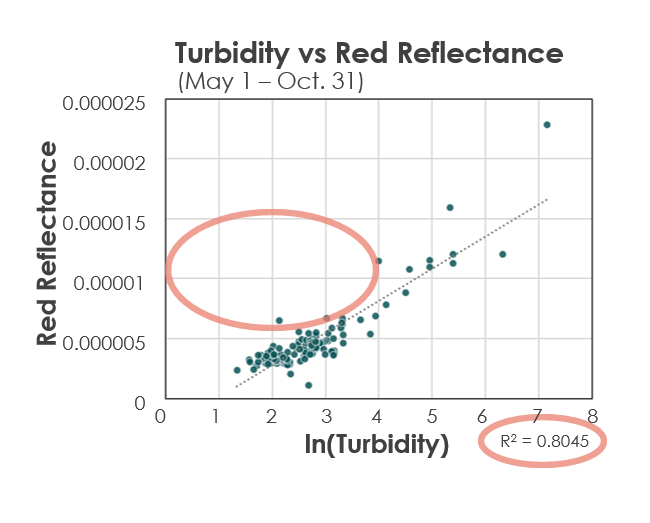 Turbidity vs Red Reflectance
(May 1 – Oct. 31)
0.000025
0.00002
0.000015
0.00001
0.000005
0
Red Reflectance
0 1 2 3 4 5 6 7 8
ln(Turbidity)
R² = 0.8045